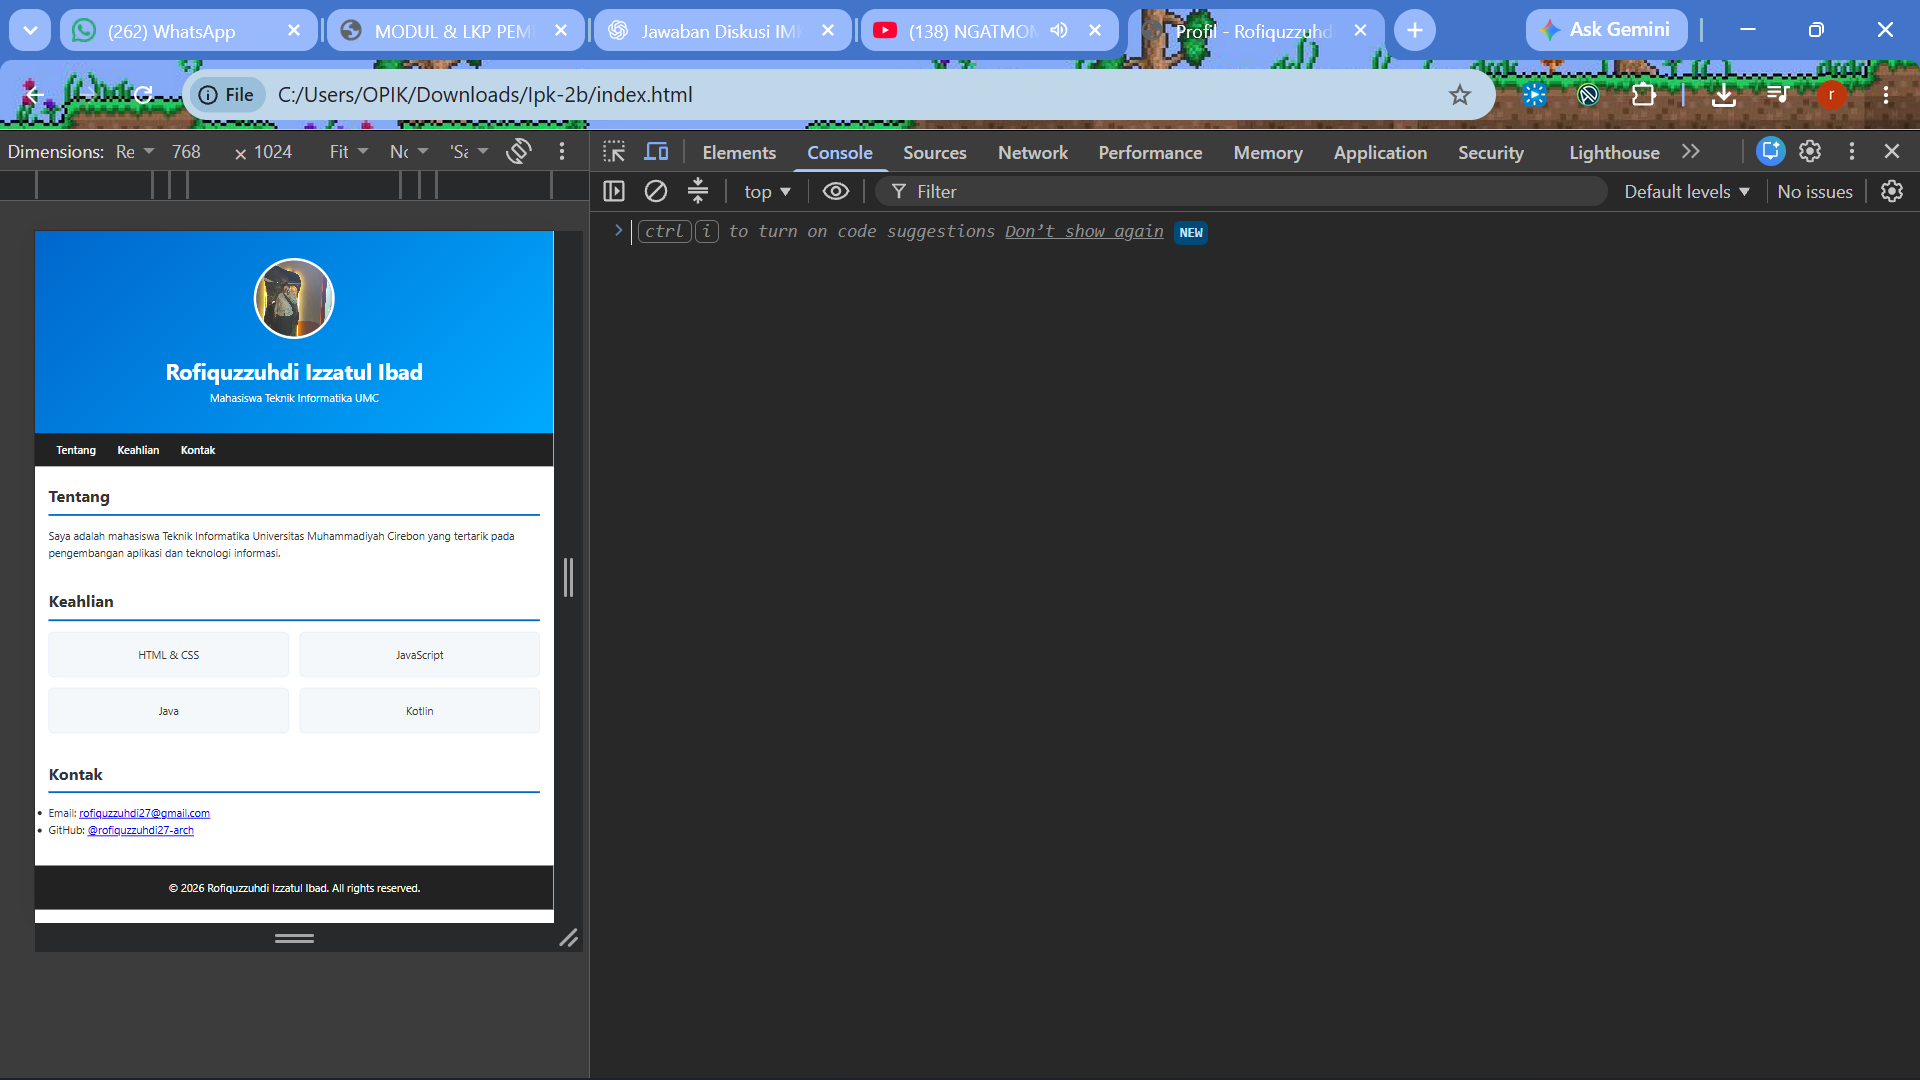 (262) WhatsApp
MODUL & LKP PEM
Jawaban Diskusi IM
(138) NGATMO
Profil - Rofiquzzuhd
Ask Gemini
File
C:/Users/OPIK/Downloads/lpk-2b/index.html
r
Dimensions: Re 768 × 1024 Fit No 'Sa
Elements Console Sources Network Performance Memory Application Security Lighthouse
top Filter Default levels No issues
ctrl i to turn on code suggestions Don't show again NEW
Rofiquzzuhdi Izzatul Ibad
Mahasiswa Teknik Informatika UMC
Tentang Keahlian Kontak
Tentang
Saya adalah mahasiswa Teknik Informatika Universitas Muhammadiyah Cirebon yang tertarik pada
pengembangan aplikasi dan teknologi informasi.
Keahlian
HTML & CSS JavaScript
Java Kotlin
Kontak
• Email: rofiquzzuhdi27@gmail.com
• GitHub: @rofiquzzuhdi27-arch
© 2026 Rofiquzzuhdi Izzatul Ibad. All rights reserved.